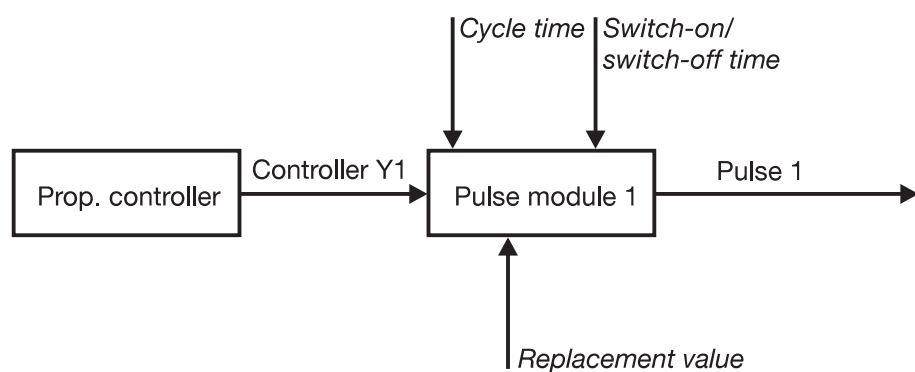 Cycle time
Switch-on/
switch-off time
Prop. controller
Controller Y1
Pulse module 1
Pulse 1
Replacement value